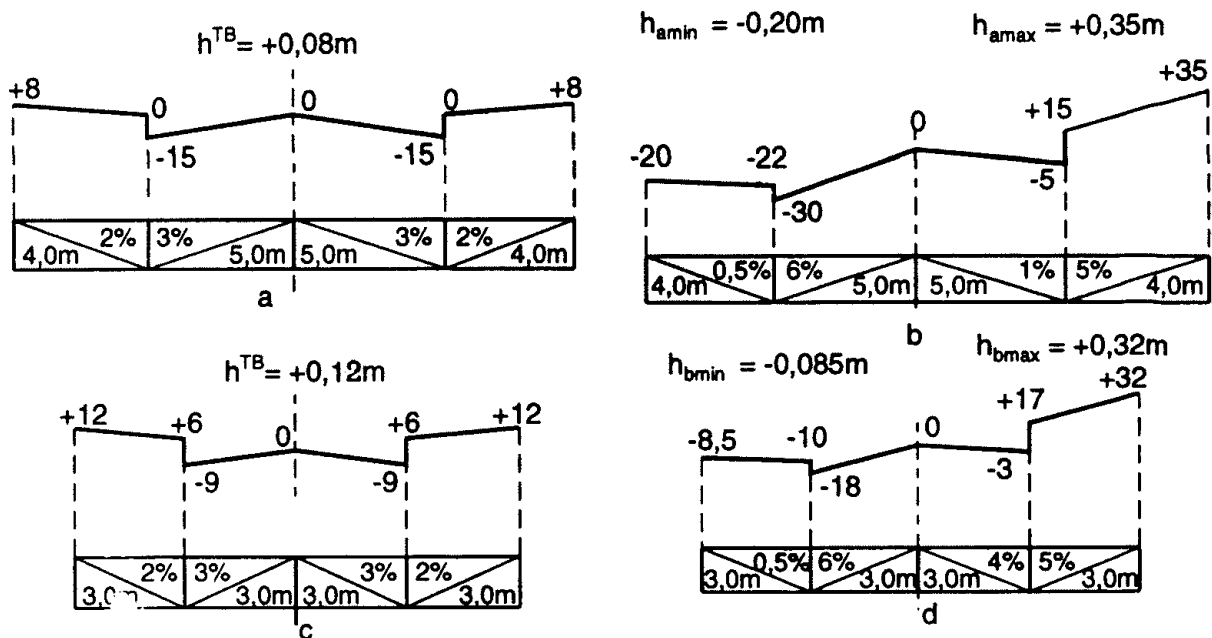 h^TB = +0,08m
+8 0 0 0 +8
-15 -15
2% 3% 3% 2%
4,0m 5,0m 5,0m 4,0m
a
h_amin = -0,20m h_amax = +0,35m
+35
+15
0
-20 -22 -5
-30
0,5% 6% 1% 5%
4,0m 5,0m 5,0m 4,0m
b
h^TB = +0,12m
+12 +6 0 +6 +12
-9 -9
2% 3% 3% 2%
3,0m 3,0m 3,0m 3,0m
c
h_bmin = -0,085m h_bmax = +0,32m
+32
+17
-8,5 -10 0
-18 -3
0,5% 6% 4% 5%
3,0m 3,0m 3,0m 3,0m
d